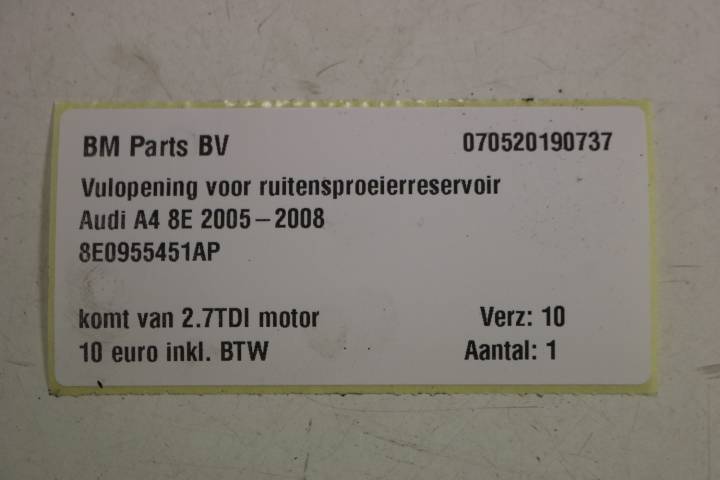 BM Parts BV 070520190737
Vulopening voor ruitensproeierreservoir
Audi A4 8E 2005-2008
8E0955451AP
komt van 2.7TDI motor Verz: 10
10 euro inkl. BTW Aantal: 1